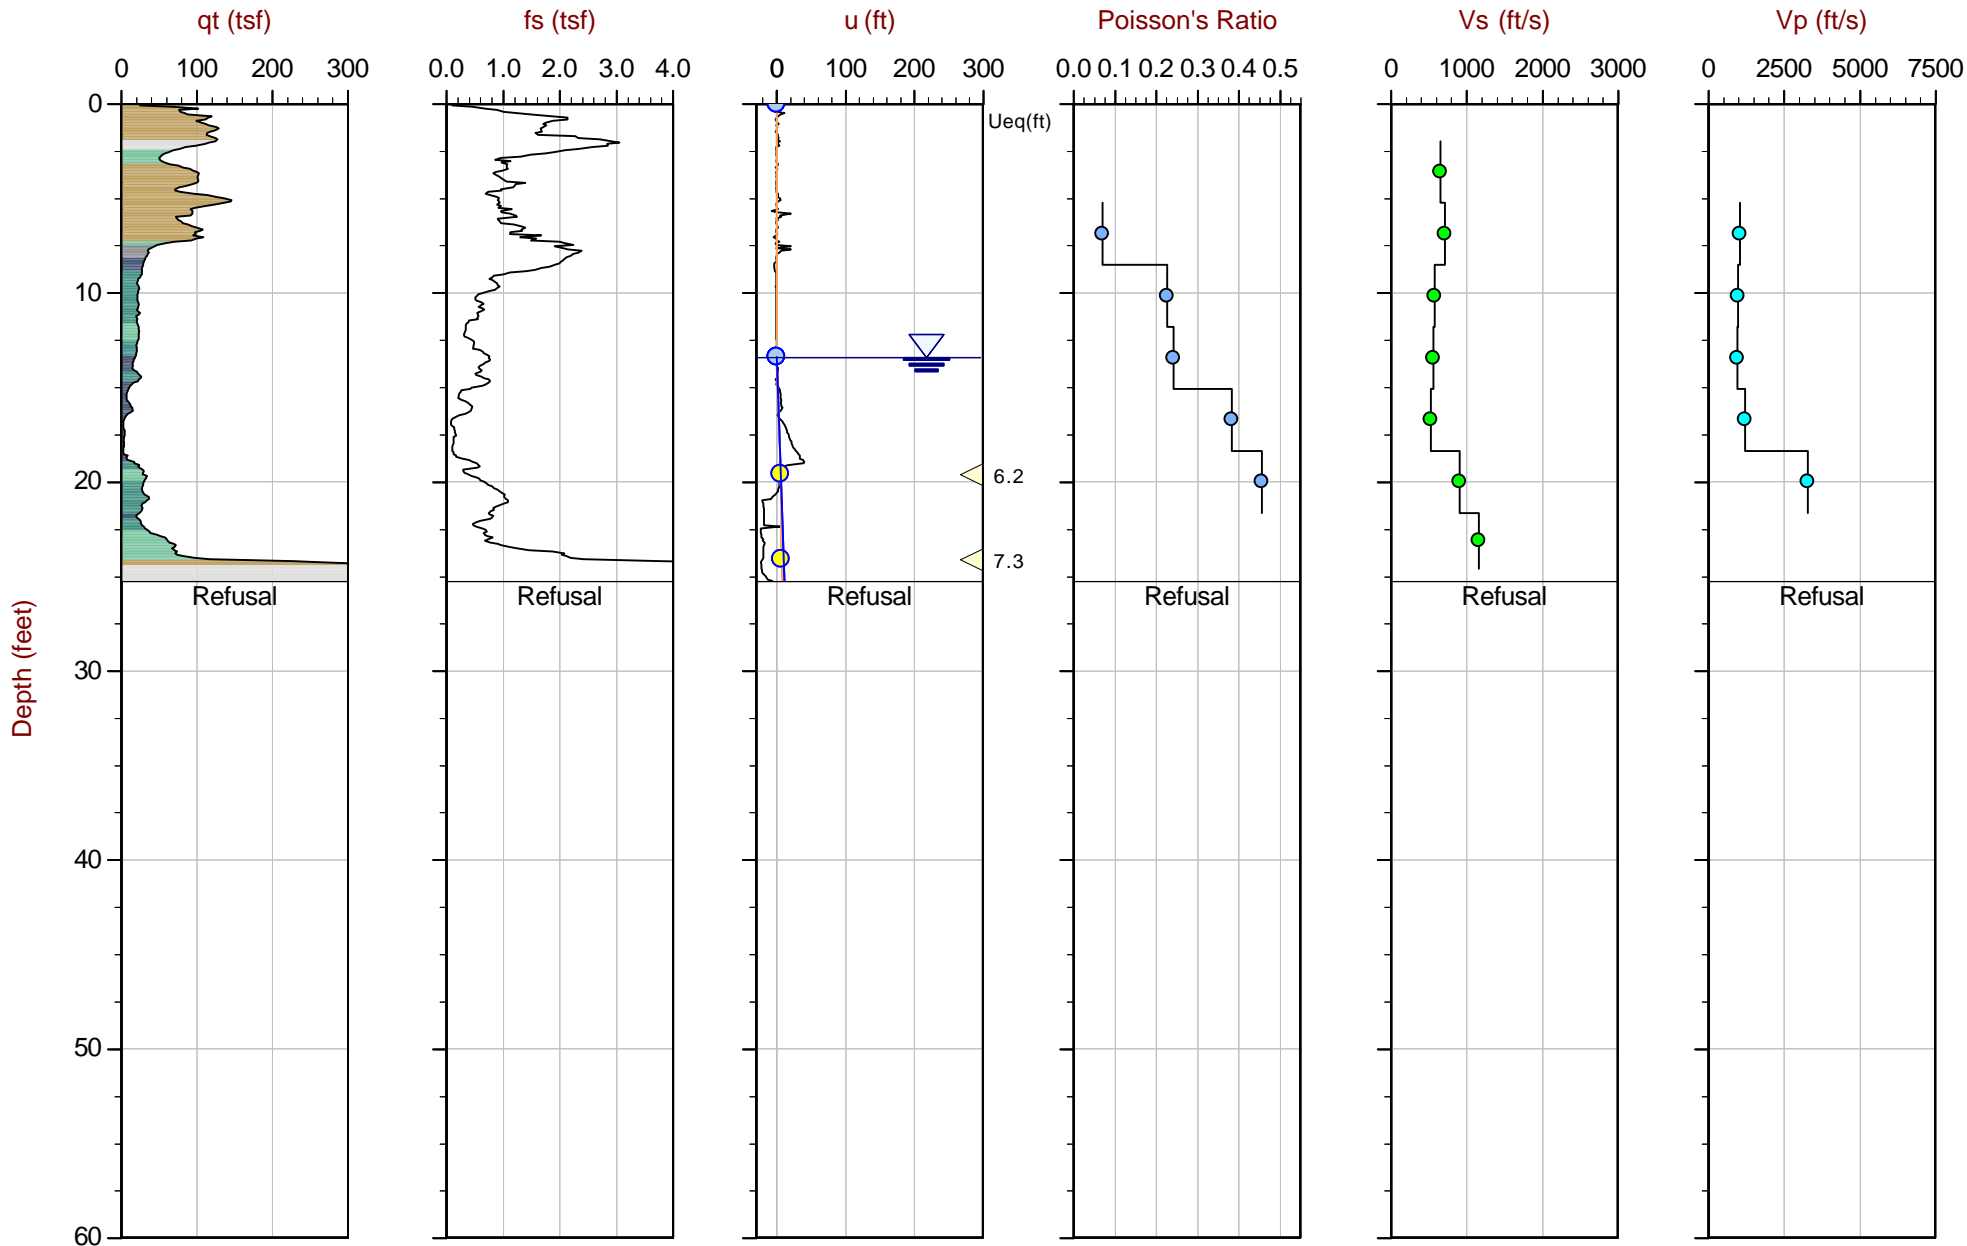 qt (tsf) fs (tsf) u (ft) Poisson's Ratio Vs (ft/s) Vp (ft/s)
0 100 200 300 0.0 1.0 2.0 3.0 4.0 0 100 200 300 0.0 0.1 0.2 0.3 0.4 0.5 0 1000 2000 3000 0 2500 5000 7500
0
Ueq(ft)
10
20
6.2
7.3
Refusal Refusal Refusal Refusal Refusal Refusal
30
Depth (feet)
40
50
60